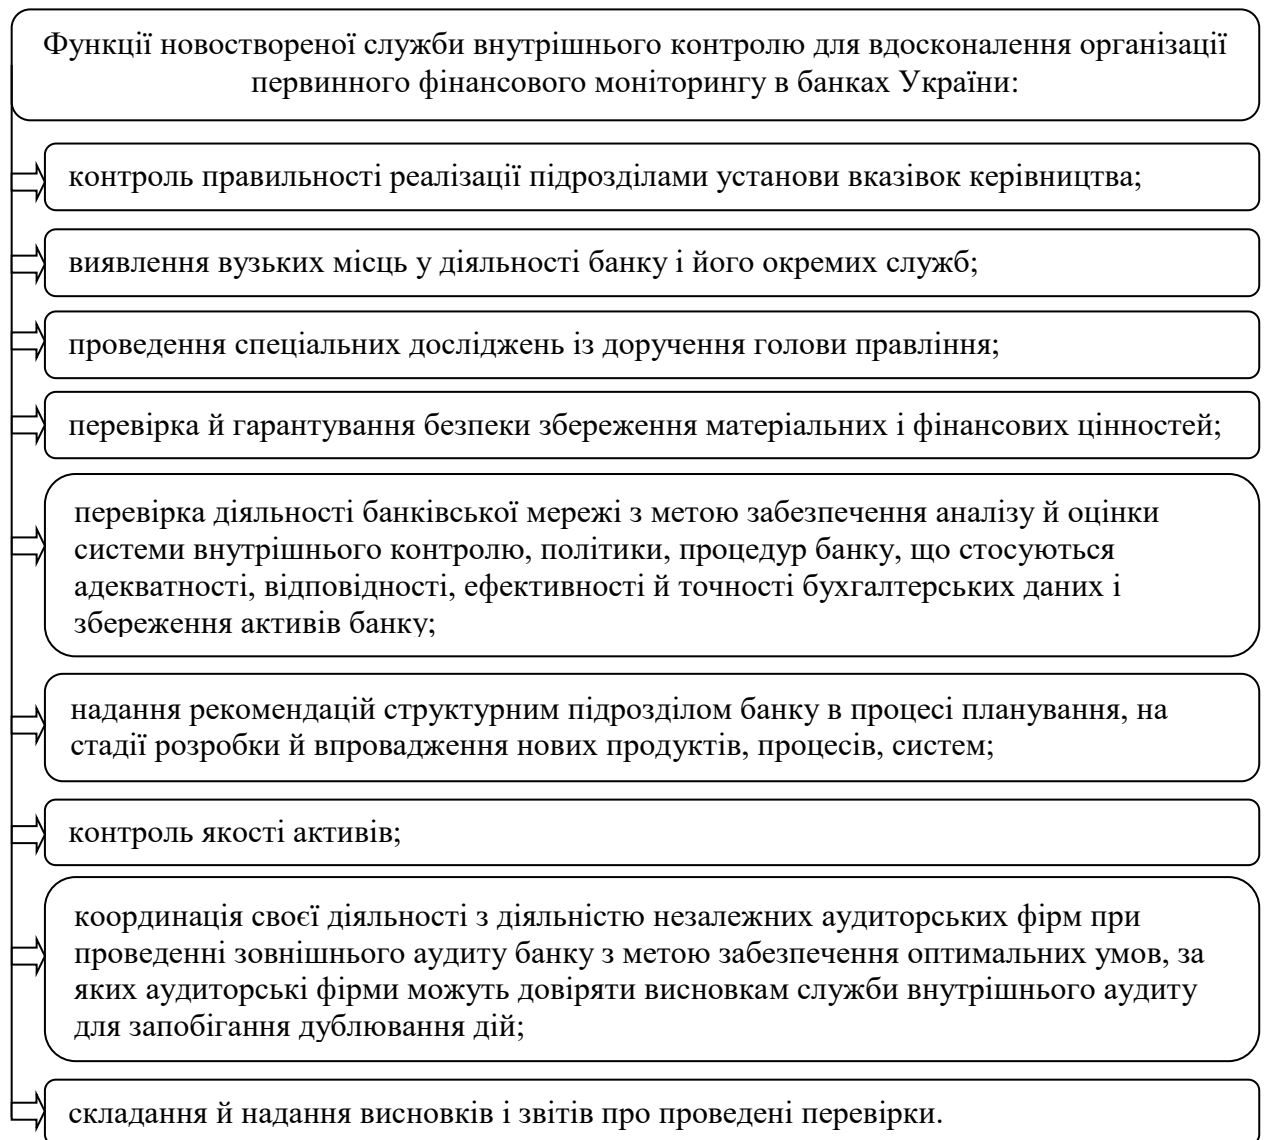 Функції новоствореної служби внутрішнього контролю для вдосконалення організації
первинного фінансового моніторингу в банках України:
контроль правильності реалізації підрозділами установи вказівок керівництва;
виявлення вузьких місць у діяльності банку і його окремих служб;
проведення спеціальних досліджень із доручення голови правління;
перевірка й гарантування безпеки збереження матеріальних і фінансових цінностей;
перевірка діяльності банківської мережі з метою забезпечення аналізу й оцінки
системи внутрішнього контролю, політики, процедур банку, що стосуються
адекватності, відповідності, ефективності й точності бухгалтерських даних і
збереження активів банку;
надання рекомендацій структурним підрозділом банку в процесі планування, на
стадії розробки й впровадження нових продуктів, процесів, систем;
контроль якості активів;
координація своєї діяльності з діяльністю незалежних аудиторських фірм при
проведенні зовнішнього аудиту банку з метою забезпечення оптимальних умов, за
яких аудиторські фірми можуть довіряти висновкам служби внутрішнього аудиту
для запобігання дублювання дій;
складання й надання висновків і звітів про проведені перевірки.